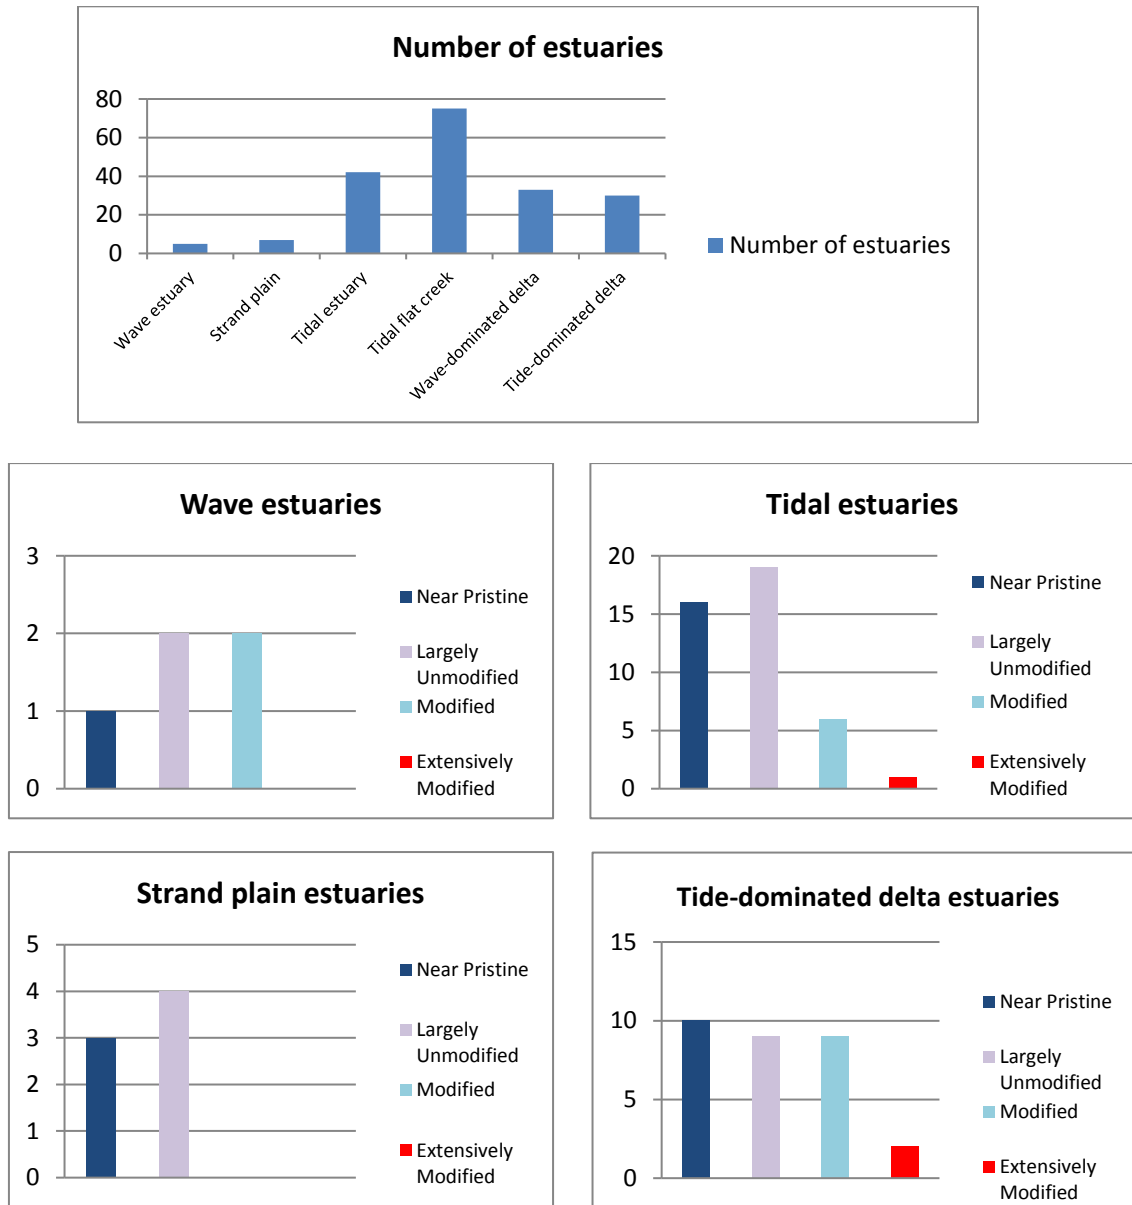 Number of estuaries
80
60
40
20
0
Wave estuary
Strand plain
Tidal estuary
Tidal flat creek
Wave-dominated delta
Tide-dominated delta
Number of estuaries
Wave estuaries
3
2
1
0
Near Pristine
Largely
Unmodified
Modified
Extensively
Modified
Tidal estuaries
20
15
10
5
0
Near Pristine
Largely
Unmodified
Modified
Extensively
Modified
Strand plain estuaries
5
4
3
2
1
0
Near Pristine
Largely
Unmodified
Modified
Extensively
Modified
Tide-dominated delta estuaries
15
10
5
0
Near Pristine
Largely
Unmodified
Modified
Extensively
Modified